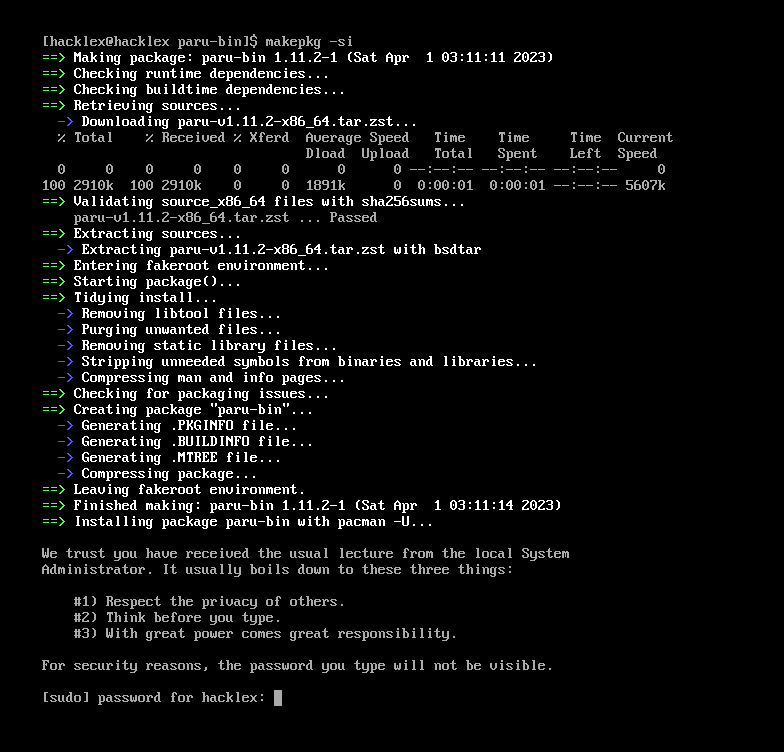 [hacklex@hacklex paru-bin]$ makepkg -si
==> Making package: paru-bin 1.11.2-1 (Sat Apr  1 03:11:11 2023)
==> Checking runtime dependencies...
==> Checking buildtime dependencies...
==> Retrieving sources...
  -> Downloading paru-v1.11.2-x86_64.tar.zst...
  % Total    % Received % Xferd  Average Speed   Time    Time     Time  Current
                                 Dload  Upload   Total   Spent    Left  Speed
  0     0    0     0    0     0      0      0 --:--:-- --:--:-- --:--:--     0
100 2910k  100 2910k    0     0  1891k      0  0:00:01  0:00:01 --:--:-- 5607k
==> Validating source_x86_64 files with sha256sums...
    paru-v1.11.2-x86_64.tar.zst ... Passed
==> Extracting sources...
  -> Extracting paru-v1.11.2-x86_64.tar.zst with bsdtar
==> Entering fakeroot environment...
==> Starting package()...
==> Tidying install...
  -> Removing libtool files...
  -> Purging unwanted files...
  -> Removing static library files...
  -> Stripping unneeded symbols from binaries and libraries...
  -> Compressing man and info pages...
==> Checking for packaging issues...
==> Creating package "paru-bin"...
  -> Generating .PKGINFO file...
  -> Generating .BUILDINFO file...
  -> Generating .MTREE file...
  -> Compressing package...
==> Leaving fakeroot environment.
==> Finished making: paru-bin 1.11.2-1 (Sat Apr  1 03:11:14 2023)
==> Installing package paru-bin with pacman -U...

We trust you have received the usual lecture from the local System
Administrator. It usually boils down to these three things:

    #1) Respect the privacy of others.
    #2) Think before you type.
    #3) With great power comes great responsibility.

For security reasons, the password you type will not be visible.

[sudo] password for hacklex: